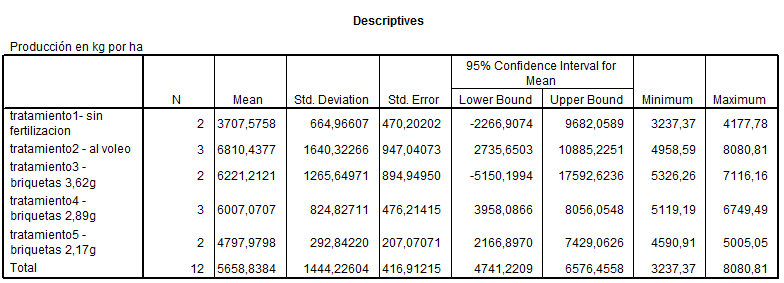 Descriptives
Producción en kg por ha
95% Confidence Interval for Mean
N Mean Std. Deviation Std. Error Lower Bound Upper Bound Minimum Maximum
tratamiento1- sin fertilizacion 2 3707,5758 664,96607 470,20202 -2266,9074 9682,0589 3237,37 4177,78
tratamiento2 - al voleo 3 6810,4377 1640,32266 947,04073 2735,6503 10885,2251 4958,59 8080,81
tratamiento3 - briquetas 3,62g 2 6221,2121 1265,64971 894,94950 -5150,1994 17592,6236 5326,26 7116,16
tratamiento4 - briquetas 2,89g 3 6007,0707 824,82711 476,21415 3958,0866 8056,0548 5119,19 6749,49
tratamiento5 - briquetas 2,17g 2 4797,9798 292,84220 207,07071 2166,8970 7429,0626 4590,91 5005,05
Total 12 5658,8384 1444,22604 416,91215 4741,2209 6576,4558 3237,37 8080,81